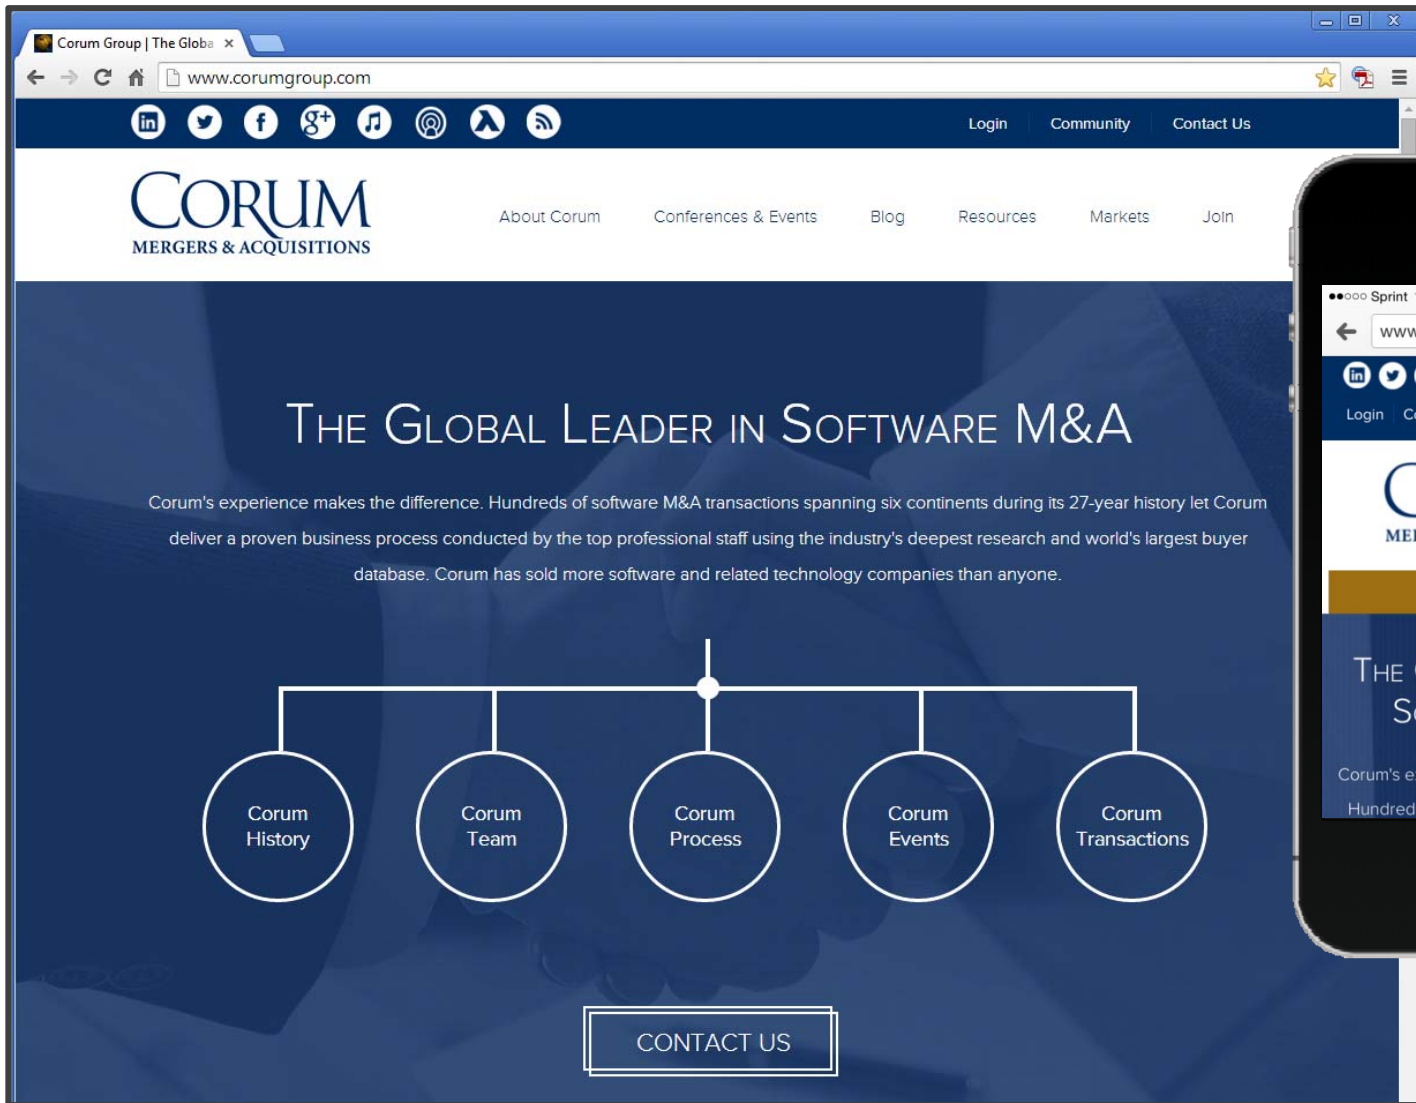 Corum Group | The Globa
www.corumgroup.com
in f g+
Login Community Contact Us
CORUM
MERGERS & ACQUISITIONS
About Corum Conferences & Events Blog Resources Markets Join
THE GLOBAL LEADER IN SOFTWARE M&A
Corum's experience makes the difference. Hundreds of software M&A transactions spanning six continents during its 27-year history let Corum
deliver a proven business process conducted by the top professional staff using the industry's deepest research and world's largest buyer
database. Corum has sold more software and related technology companies than anyone.
Corum
History
Corum
Team
Corum
Process
Corum
Events
Corum
Transactions
CONTACT US
Sprint
www
in
Login
C
MER
THE
Corum's e
Hundred